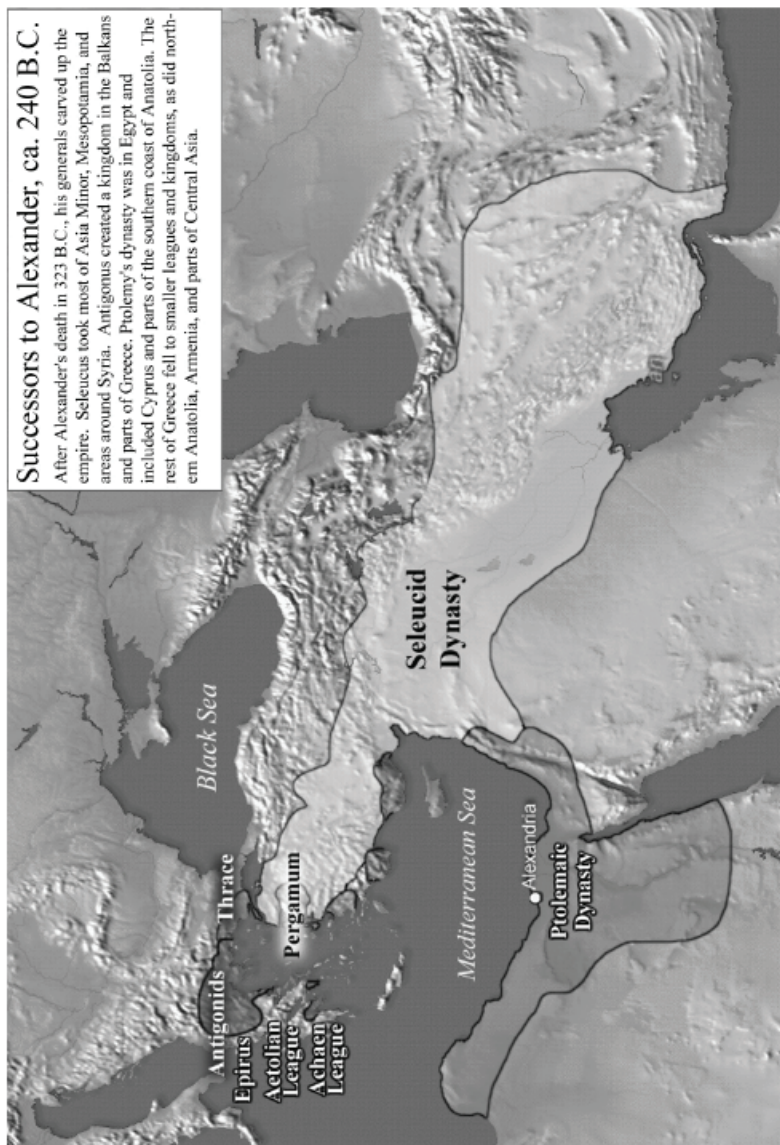 Successors to Alexander, ca. 240 B.C.
After Alexander's death in 323 B.C., his generals carved up the
empire. Seleucus took most of Asia Minor, Mesopotamia, and
areas around Syria. Antigonus created a kingdom in the Balkans
and parts of Greece. Ptolemy's dynasty was in Egypt and
included Cyprus and parts of the southern coast of Anatolia. The
rest of Greece fell to smaller leagues and kingdoms, as did north-
ern Anatolia, Armenia, and parts of Central Asia.
Black Sea
Thrace
Antigonids
Epirus
Aetolian
League
Achaen
League
Pergamum
Seleucid
Dynasty
Mediterranean Sea
Alexandria
Ptolemaic
Dynasty